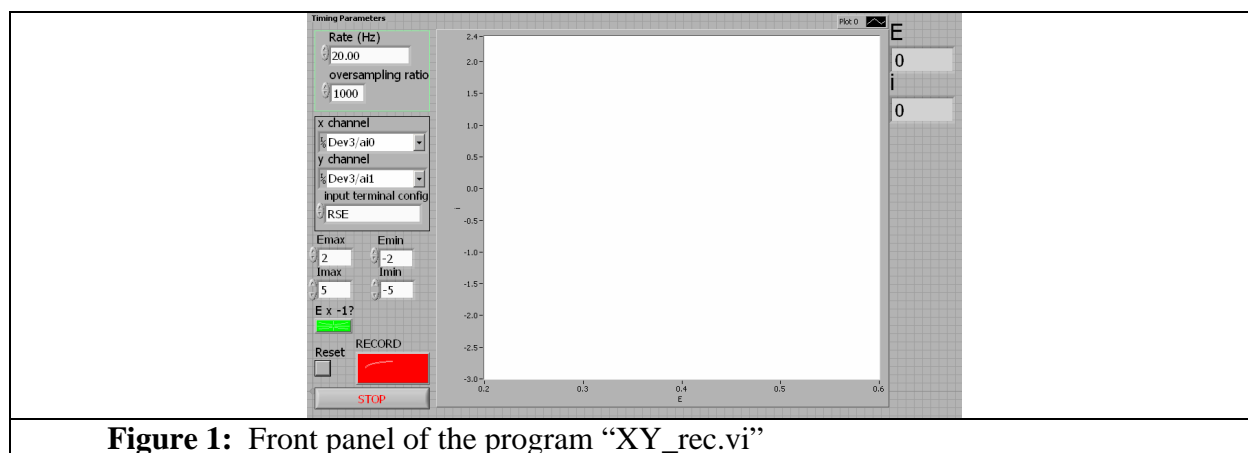 Timing Parameters
Rate (Hz)
20.00
oversampling ratio
1000
x channel
Dev3/ai0
y channel
Dev3/ai1
input terminal config
RSE
Emax Emin
2 -2
Imax Imin
5 -5
E x -1?
Reset
RECORD
STOP
Plot 0
2.4
2.0
1.5
1.0
0.5
0.0
-0.5
-1.0
-1.5
-2.0
-2.5
-3.0
0.2 0.3 0.4 0.5 0.6
E
E
0
i
0
Figure 1: Front panel of the program “XY_rec.vi”